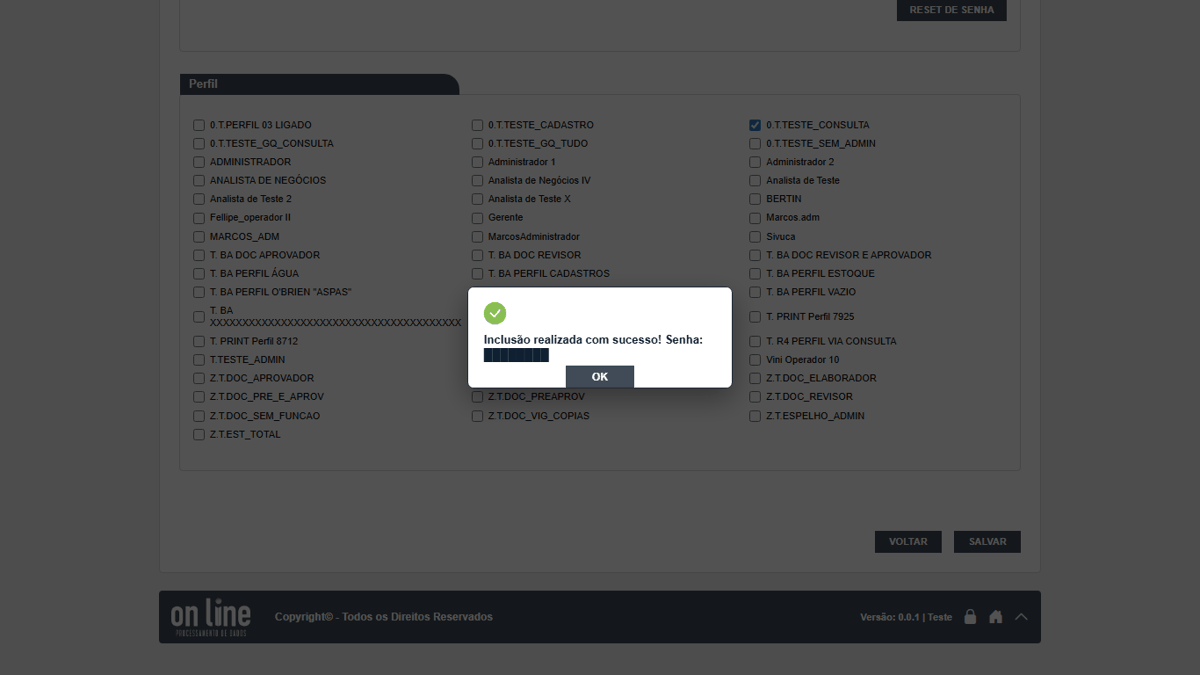 RESET DE SENHA
Perfil
0.T.PERFIL 03 LIGADO
0.T.TESTE_CADASTRO
0.T.TESTE_CONSULTA
0.T.TESTE_GQ_CONSULTA
0.T.TESTE_GQ_TUDO
0.T.TESTE_SEM_ADMIN
ADMINISTRADOR
Administrador 1
Administrador 2
ANALISTA DE NEGÓCIOS
Analista de Negócios IV
Analista de Teste
Analista de Teste 2
Analista de Teste X
BERTIN
Fellipe_operador II
Gerente
Marcos.adm
MARCOS_ADM
MarcosAdministrador
Sivuca
T. BA DOC APROVADOR
T. BA DOC REVISOR
T. BA DOC REVISOR E APROVADOR
T. BA PERFIL ÁGUA
T. BA PERFIL CADASTROS
T. BA PERFIL ESTOQUE
T. BA PERFIL O'BRIEN "ASPAS"
T. BA PERFIL VAZIO
T. BA
XXXXXXXXXXXXXXXXXXXXXXXXXXXXXXXXXXXXXXX
T. PRINT Perfil 7925
T. PRINT Perfil 8712
T. R4 PERFIL VIA CONSULTA
T.TESTE_ADMIN
Vini Operador 10
Z.T.DOC_APROVADOR
Z.T.DOC_ELABORADOR
Z.T.DOC_PRE_E_APROV
Z.T.DOC_PREAPROV
Z.T.DOC_REVISOR
Z.T.DOC_SEM_FUNCAO
Z.T.DOC_VIG_COPIAS
Z.T.ESPELHO_ADMIN
Z.T.EST_TOTAL
Inclusão realizada com sucesso! Senha:
OK
VOLTAR
SALVAR
on line
PROCESSAMENTO DE DADOS
Copyright© - Todos os Direitos Reservados
Versão: 0.0.1 | Teste